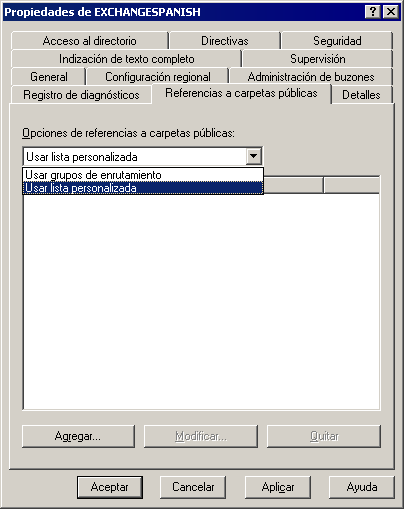 Propiedades de EXCHANGESPANISH
Acceso al directorio Directivas Seguridad
Indización de texto completo Supervisión
General Configuración regional Administración de buzones
Registro de diagnósticos Referencias a carpetas públicas Detalles
Opciones de referencias a carpetas públicas:
Usar lista personalizada
Usar grupos de enrutamiento
Usar lista personalizada
Agregar... Modificar... Quitar
Aceptar Cancelar Aplicar Ayuda